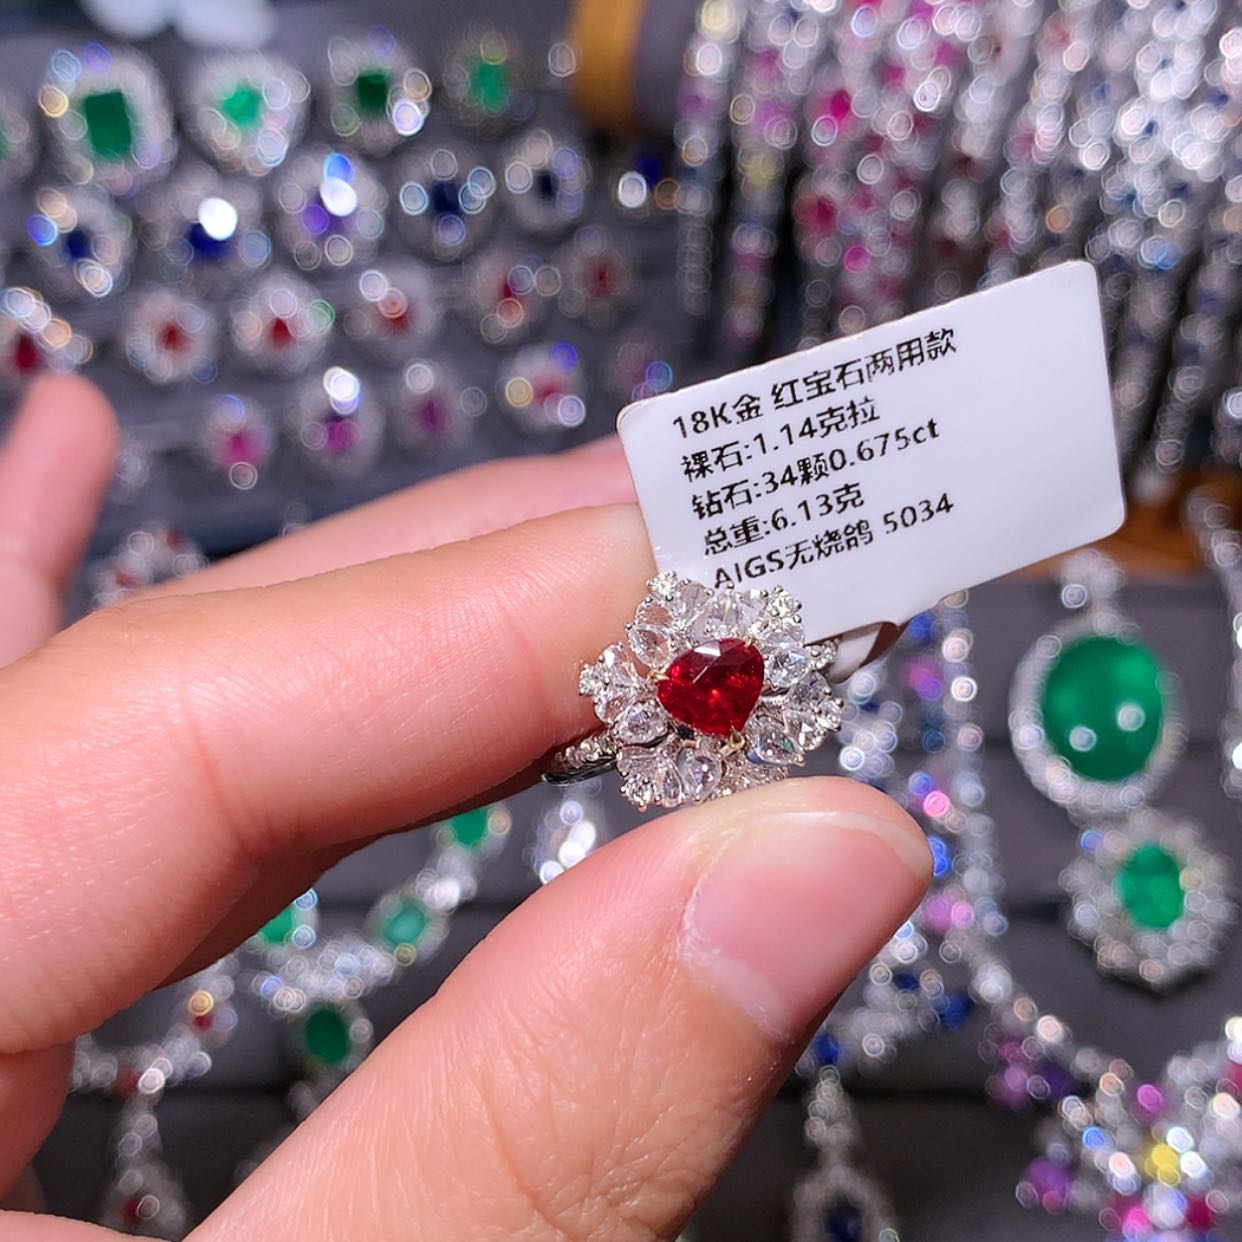 18K金 红宝石两用款
裸石:1.14克拉
钻石:34颗0.675ct
总重:6.13克
AIGS无烧鸽 5034